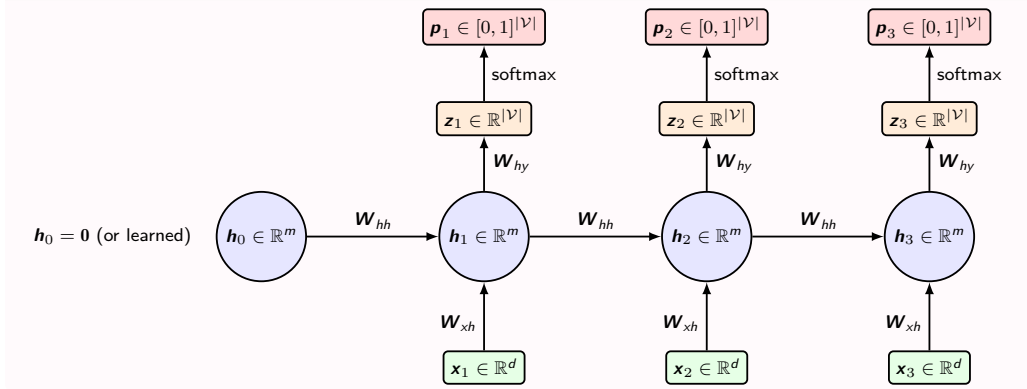 p₁ ∈ [0, 1]^|𝒱| p₂ ∈ [0, 1]^|𝒱| p₃ ∈ [0, 1]^|𝒱|
softmax softmax softmax
z₁ ∈ ℝ^|𝒱| z₂ ∈ ℝ^|𝒱| z₃ ∈ ℝ^|𝒱|
W_hy W_hy W_hy
W_hh W_hh W_hh
h₀ = 0 (or learned) h₀ ∈ ℝ^m h₁ ∈ ℝ^m h₂ ∈ ℝ^m h₃ ∈ ℝ^m
W_xh W_xh W_xh
x₁ ∈ ℝ^d x₂ ∈ ℝ^d x₃ ∈ ℝ^d